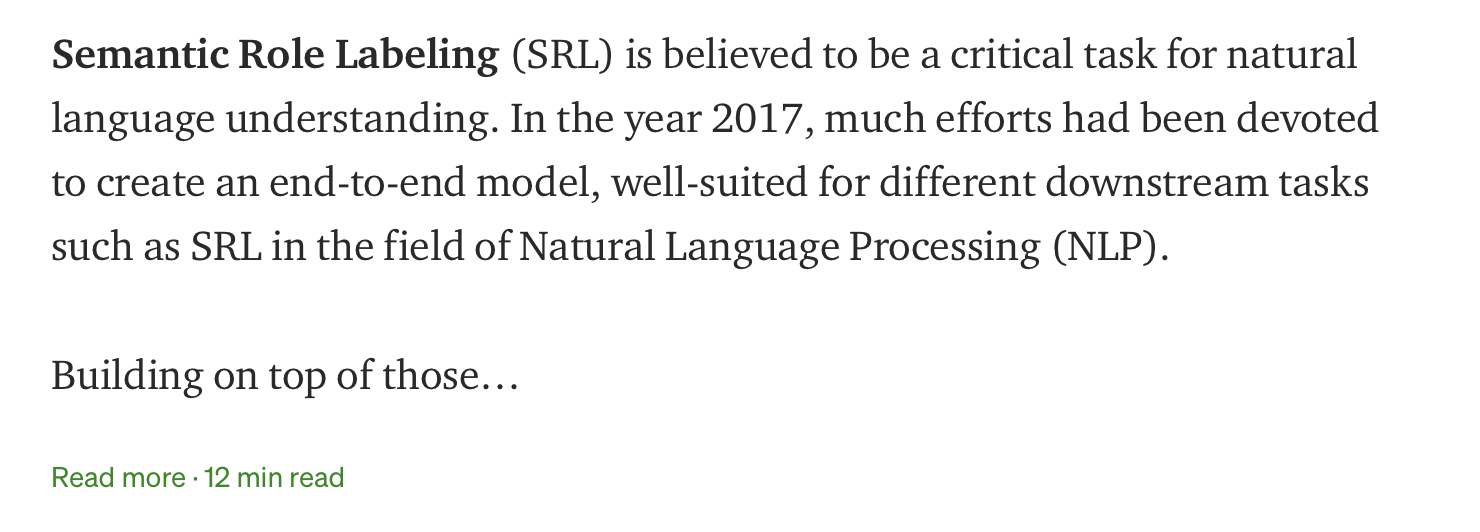 Semantic Role Labeling (SRL) is believed to be a critical task for natural
language understanding. In the year 2017, much efforts had been devoted
to create an end-to-end model, well-suited for different downstream tasks
such as SRL in the field of Natural Language Processing (NLP).
Building on top of those…
Read more · 12 min read